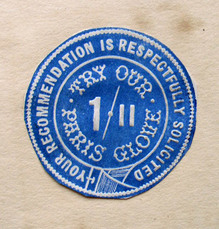 YOUR RECOMMENDATION IS RESPECTFULLY SOLICITED
TRY OUR
1/11
PARIS GLOVE